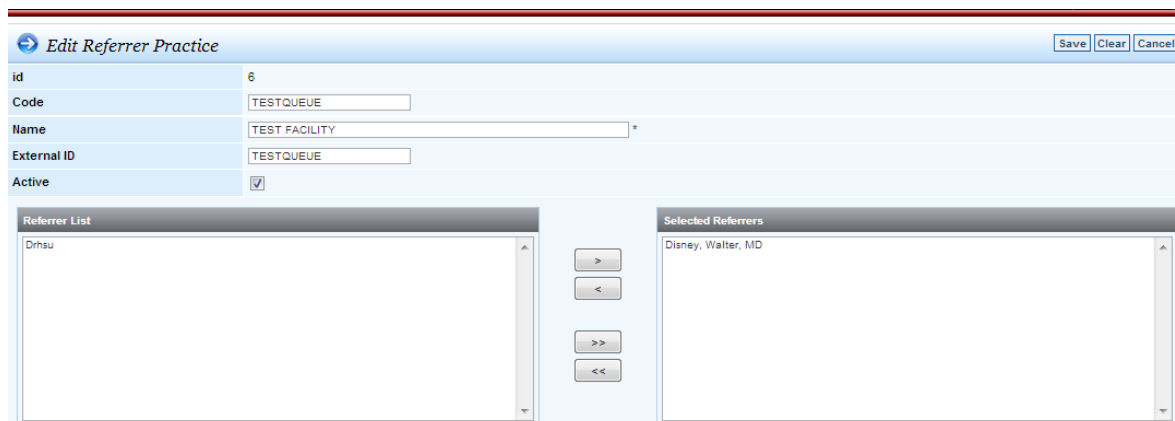 Edit Referrer Practice Save Clear Cancel
id 6
Code TESTQUEUE
Name TEST FACILITY *
External ID TESTQUEUE
Active
Referrer List Selected Referrers
Drhsu > Disney, Walter, MD
<
>>
<<